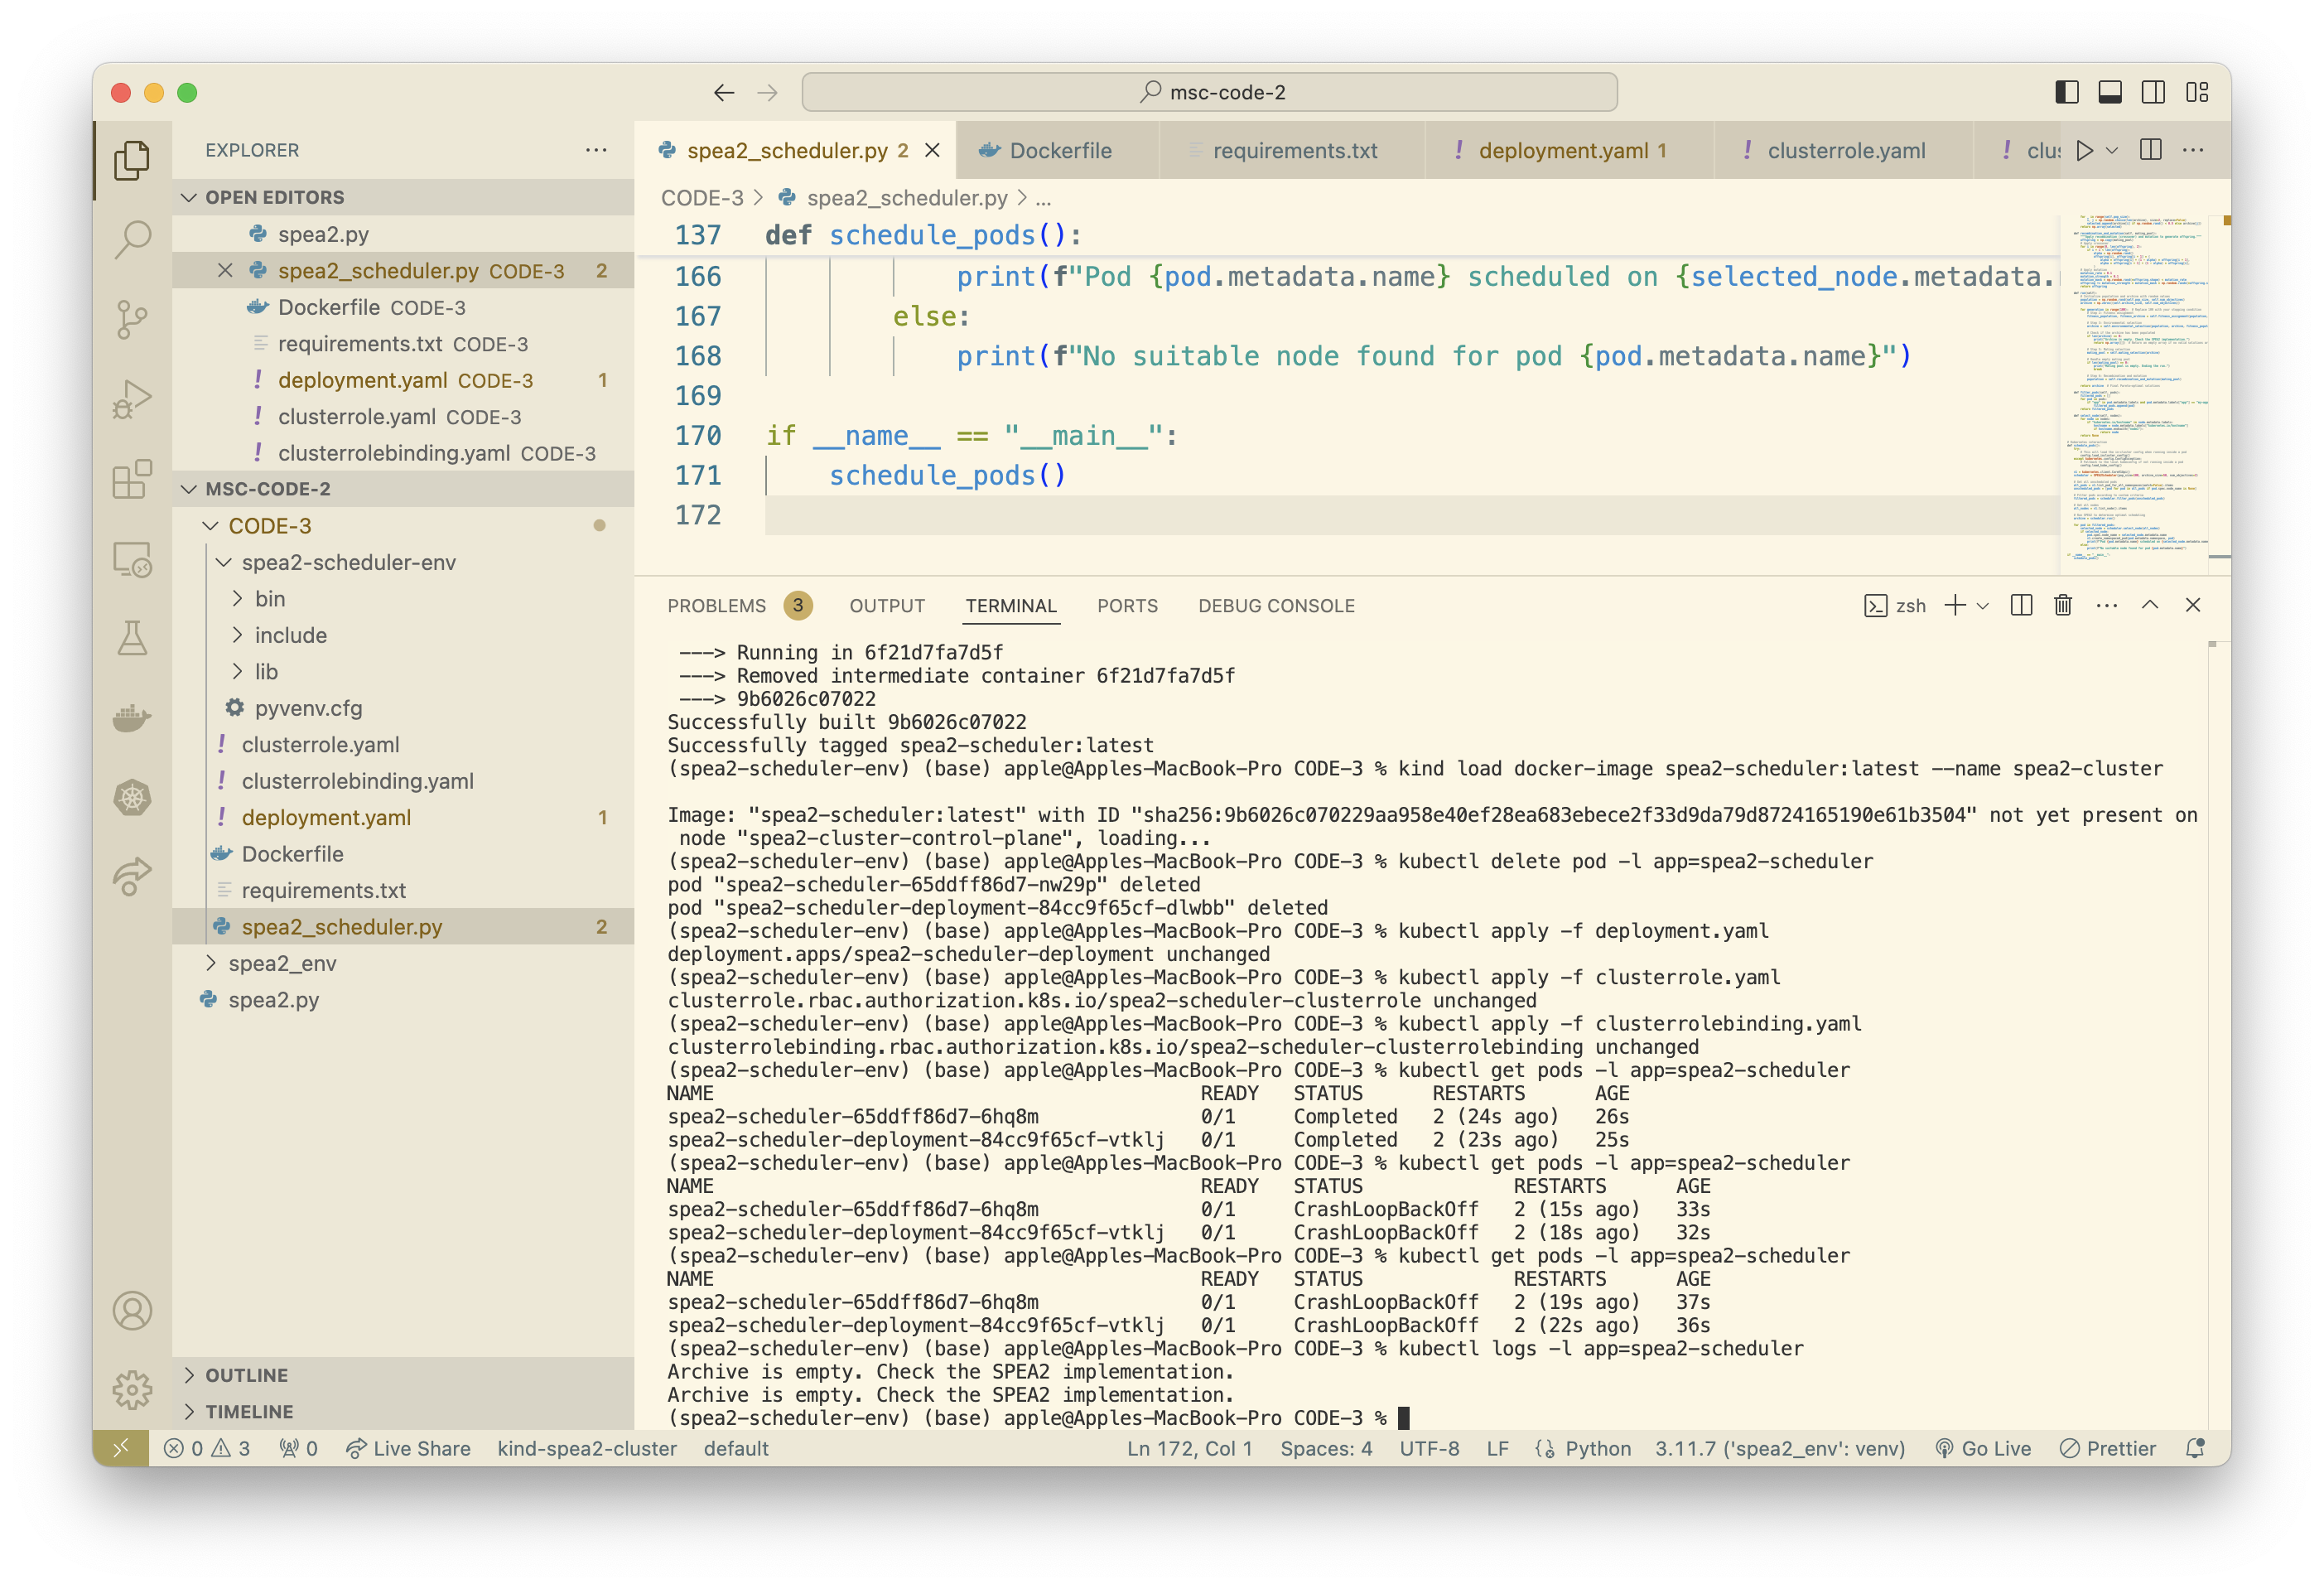 msc-code-2
EXPLORER
OPEN EDITORS
spea2.py
spea2_scheduler.py CODE-3 2
Dockerfile CODE-3
requirements.txt CODE-3
deployment.yaml CODE-3 1
clusterrole.yaml CODE-3
clusterrolebinding.yaml CODE-3
MSC-CODE-2
CODE-3
spea2-scheduler-env
bin
include
lib
pyvenv.cfg
clusterrole.yaml
clusterrolebinding.yaml
deployment.yaml 1
Dockerfile
requirements.txt
spea2_scheduler.py 2
spea2_env
spea2.py
OUTLINE
TIMELINE
spea2_scheduler.py 2 Dockerfile requirements.txt deployment.yaml 1 clusterrole.yaml clus
CODE-3 > spea2_scheduler.py > ...
137 def schedule_pods():
166 print(f"Pod {pod.metadata.name} scheduled on {selected_node.metadata.
167 else:
168 print(f"No suitable node found for pod {pod.metadata.name}")
169
170 if __name__ == "__main__":
171 schedule_pods()
172
PROBLEMS 3 OUTPUT TERMINAL PORTS DEBUG CONSOLE zsh
---> Running in 6f21d7fa7d5f
---> Removed intermediate container 6f21d7fa7d5f
---> 9b6026c07022
Successfully built 9b6026c07022
Successfully tagged spea2-scheduler:latest
(spea2-scheduler-env) (base) apple@Apples-MacBook-Pro CODE-3 % kind load docker-image spea2-scheduler:latest --name spea2-cluster
Image: "spea2-scheduler:latest" with ID "sha256:9b6026c070229aa958e40ef28ea683ebece2f33d9da79d8724165190e61b3504" not yet present on
node "spea2-cluster-control-plane", loading...
(spea2-scheduler-env) (base) apple@Apples-MacBook-Pro CODE-3 % kubectl delete pod -l app=spea2-scheduler
pod "spea2-scheduler-65ddff86d7-nw29p" deleted
pod "spea2-scheduler-deployment-84cc9f65cf-dlwbb" deleted
(spea2-scheduler-env) (base) apple@Apples-MacBook-Pro CODE-3 % kubectl apply -f deployment.yaml
deployment.apps/spea2-scheduler-deployment unchanged
(spea2-scheduler-env) (base) apple@Apples-MacBook-Pro CODE-3 % kubectl apply -f clusterrole.yaml
clusterrole.rbac.authorization.k8s.io/spea2-scheduler-clusterrole unchanged
(spea2-scheduler-env) (base) apple@Apples-MacBook-Pro CODE-3 % kubectl apply -f clusterrolebinding.yaml
clusterrolebinding.rbac.authorization.k8s.io/spea2-scheduler-clusterrolebinding unchanged
(spea2-scheduler-env) (base) apple@Apples-MacBook-Pro CODE-3 % kubectl get pods -l app=spea2-scheduler
NAME READY STATUS RESTARTS AGE
spea2-scheduler-65ddff86d7-6hq8m 0/1 Completed 2 (24s ago) 26s
spea2-scheduler-deployment-84cc9f65cf-vtklj 0/1 Completed 2 (23s ago) 25s
(spea2-scheduler-env) (base) apple@Apples-MacBook-Pro CODE-3 % kubectl get pods -l app=spea2-scheduler
NAME READY STATUS RESTARTS AGE
spea2-scheduler-65ddff86d7-6hq8m 0/1 CrashLoopBackOff 2 (15s ago) 33s
spea2-scheduler-deployment-84cc9f65cf-vtklj 0/1 CrashLoopBackOff 2 (18s ago) 32s
(spea2-scheduler-env) (base) apple@Apples-MacBook-Pro CODE-3 % kubectl get pods -l app=spea2-scheduler
NAME READY STATUS RESTARTS AGE
spea2-scheduler-65ddff86d7-6hq8m 0/1 CrashLoopBackOff 2 (19s ago) 37s
spea2-scheduler-deployment-84cc9f65cf-vtklj 0/1 CrashLoopBackOff 2 (22s ago) 36s
(spea2-scheduler-env) (base) apple@Apples-MacBook-Pro CODE-3 % kubectl logs -l app=spea2-scheduler
Archive is empty. Check the SPEA2 implementation.
Archive is empty. Check the SPEA2 implementation.
(spea2-scheduler-env) (base) apple@Apples-MacBook-Pro CODE-3 %
0 3 0 Live Share kind-spea2-cluster default Ln 172, Col 1 Spaces: 4 UTF-8 LF Python 3.11.7 ('spea2_env': venv) Go Live Prettier